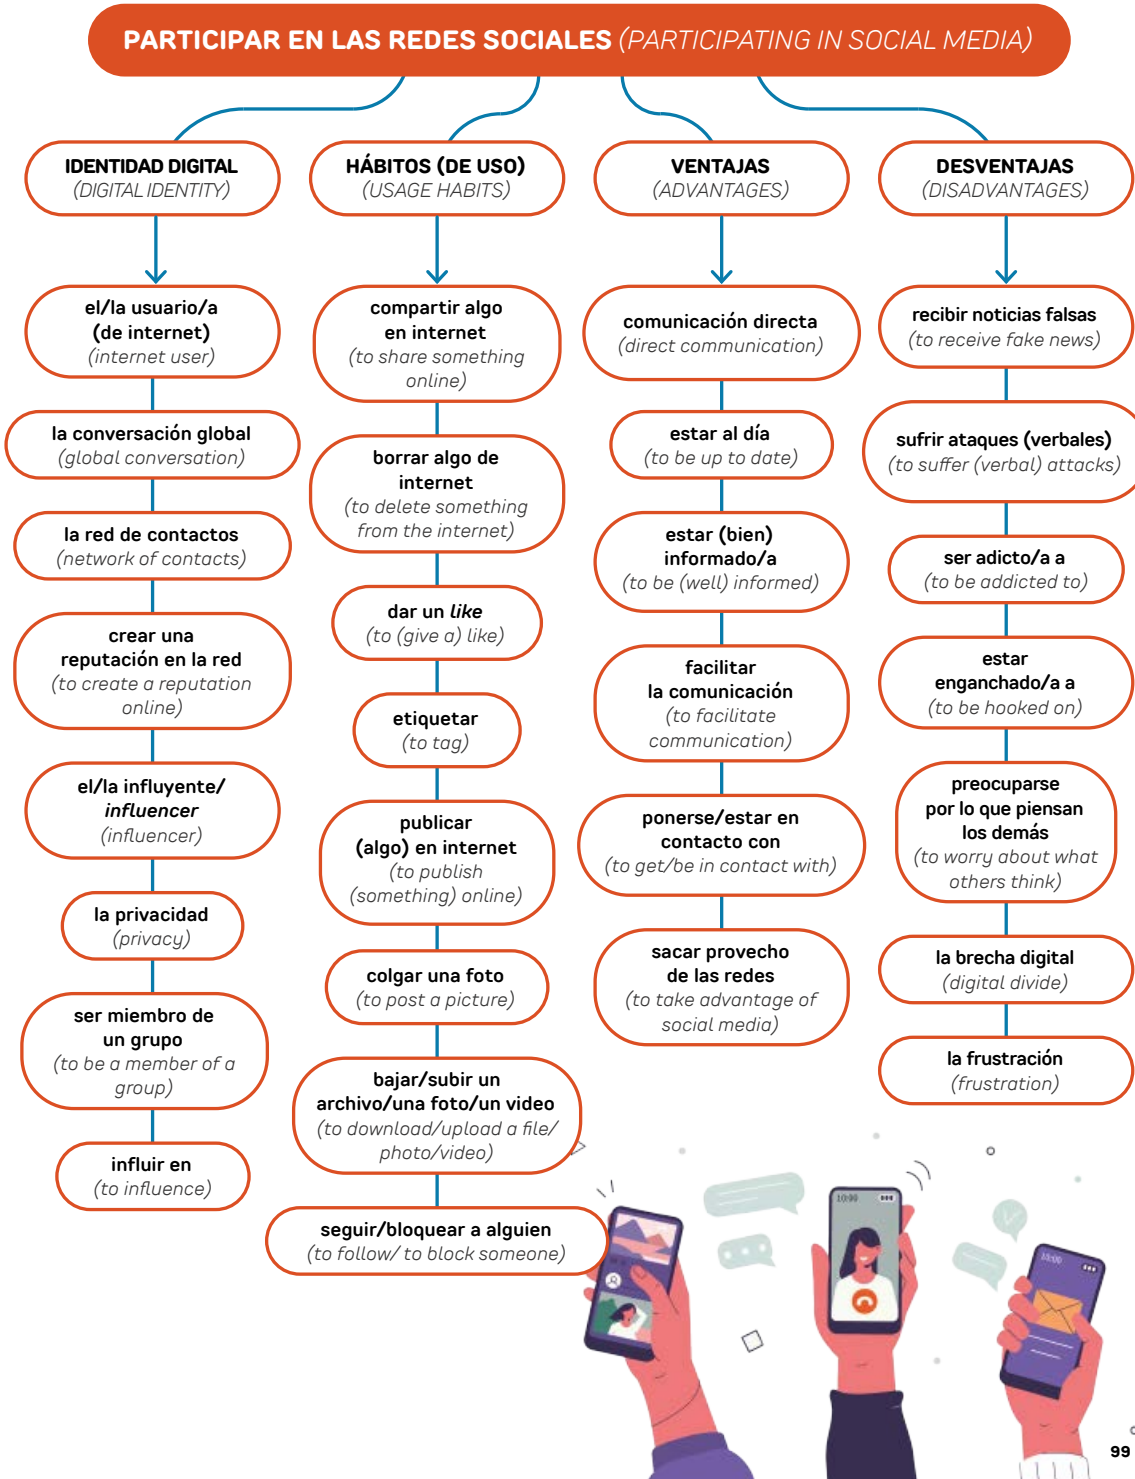 PARTICIPAR EN LAS REDES SOCIALES (PARTICIPATING IN SOCIAL MEDIA)
IDENTIDAD DIGITAL
(DIGITAL IDENTITY)
el/la usuario/a
(de internet)
(internet user)
la conversación global
(global conversation)
la red de contactos
(network of contacts)
crear una
reputación en la red
(to create a reputation
online)
el/la influyente/
influencer
(influencer)
la privacidad
(privacy)
ser miembro de
un grupo
(to be a member of a
group)
influir en
(to influence)
HÁBITOS (DE USO)
(USAGE HABITS)
compartir algo
en internet
(to share something
online)
borrar algo de
internet
(to delete something
from the internet)
dar un like
(to (give a) like)
etiquetar
(to tag)
publicar
(algo) en internet
(to publish
(something) online)
colgar una foto
(to post a picture)
bajar/subir un
archivo/una foto/un video
(to download/upload a file/
photo/video)
seguir/bloquear a alguien
(to follow/ to block someone)
VENTAJAS
(ADVANTAGES)
comunicación directa
(direct communication)
estar al día
(to be up to date)
estar (bien)
informado/a
(to be (well) informed)
facilitar
la comunicación
(to facilitate
communication)
ponerse/estar en
contacto con
(to get/be in contact with)
sacar provecho
de las redes
(to take advantage of
social media)
DESVENTAJAS
(DISADVANTAGES)
recibir noticias falsas
(to receive fake news)
sufrir ataques (verbales)
(to suffer (verbal) attacks)
ser adicto/a a
(to be addicted to)
estar
enganchado/a a
(to be hooked on)
preocuparse
por lo que piensan
los demás
(to worry about what
others think)
la brecha digital
(digital divide)
la frustración
(frustration)
10:00
10:00
99